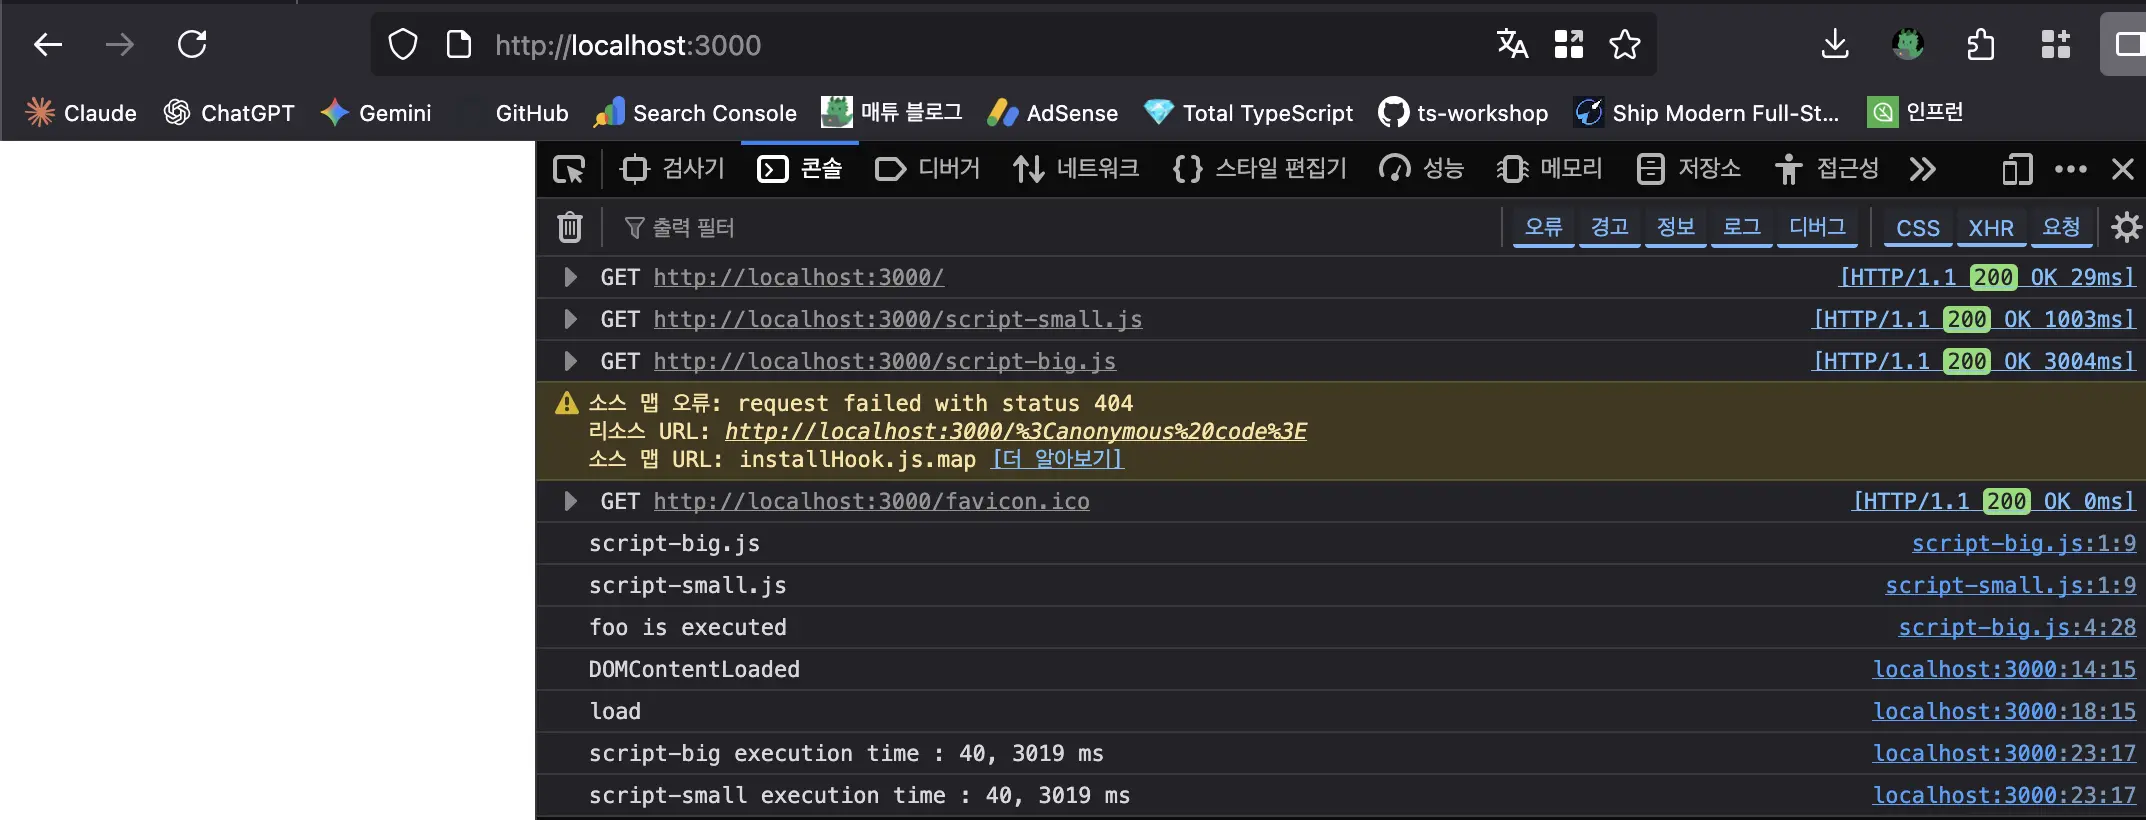 http://localhost:3000
Claude ChatGPT Gemini GitHub Search Console 매튜 블로그 AdSense Total TypeScript ts-workshop Ship Modern Full-St... 인프런
검사기 콘솔 디버거 네트워크 스타일 편집기 성능 메모리 저장소 접근성
출력 필터 오류 경고 정보 로그 디버그 CSS XHR 요청
GET http://localhost:3000/ [HTTP/1.1 200 OK 29ms]
GET http://localhost:3000/script-small.js [HTTP/1.1 200 OK 1003ms]
GET http://localhost:3000/script-big.js [HTTP/1.1 200 OK 3004ms]
소스 맵 오류: request failed with status 404
리소스 URL: http://localhost:3000/%3Canonymous%20code%3E
소스 맵 URL: installHook.js.map [더 알아보기]
GET http://localhost:3000/favicon.ico [HTTP/1.1 200 OK 0ms]
script-big.js script-big.js:1:9
script-small.js script-small.js:1:9
foo is executed script-big.js:4:28
DOMContentLoaded localhost:3000:14:15
load localhost:3000:18:15
script-big execution time : 40, 3019 ms localhost:3000:23:17
script-small execution time : 40, 3019 ms localhost:3000:23:17